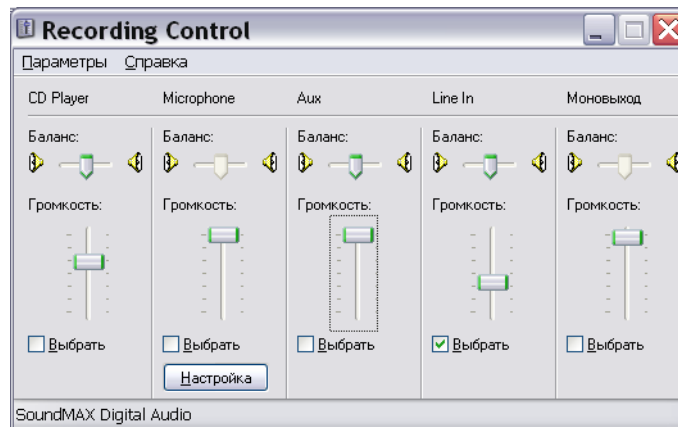 Recording Control
Параметры Справка
CD Player Microphone Aux Line In Моновыход
Баланс: Баланс: Баланс: Баланс: Баланс:
Громкость: Громкость: Громкость: Громкость: Громкость:
Выбрать Выбрать Выбрать Выбрать Выбрать
Настройка
SoundMAX Digital Audio